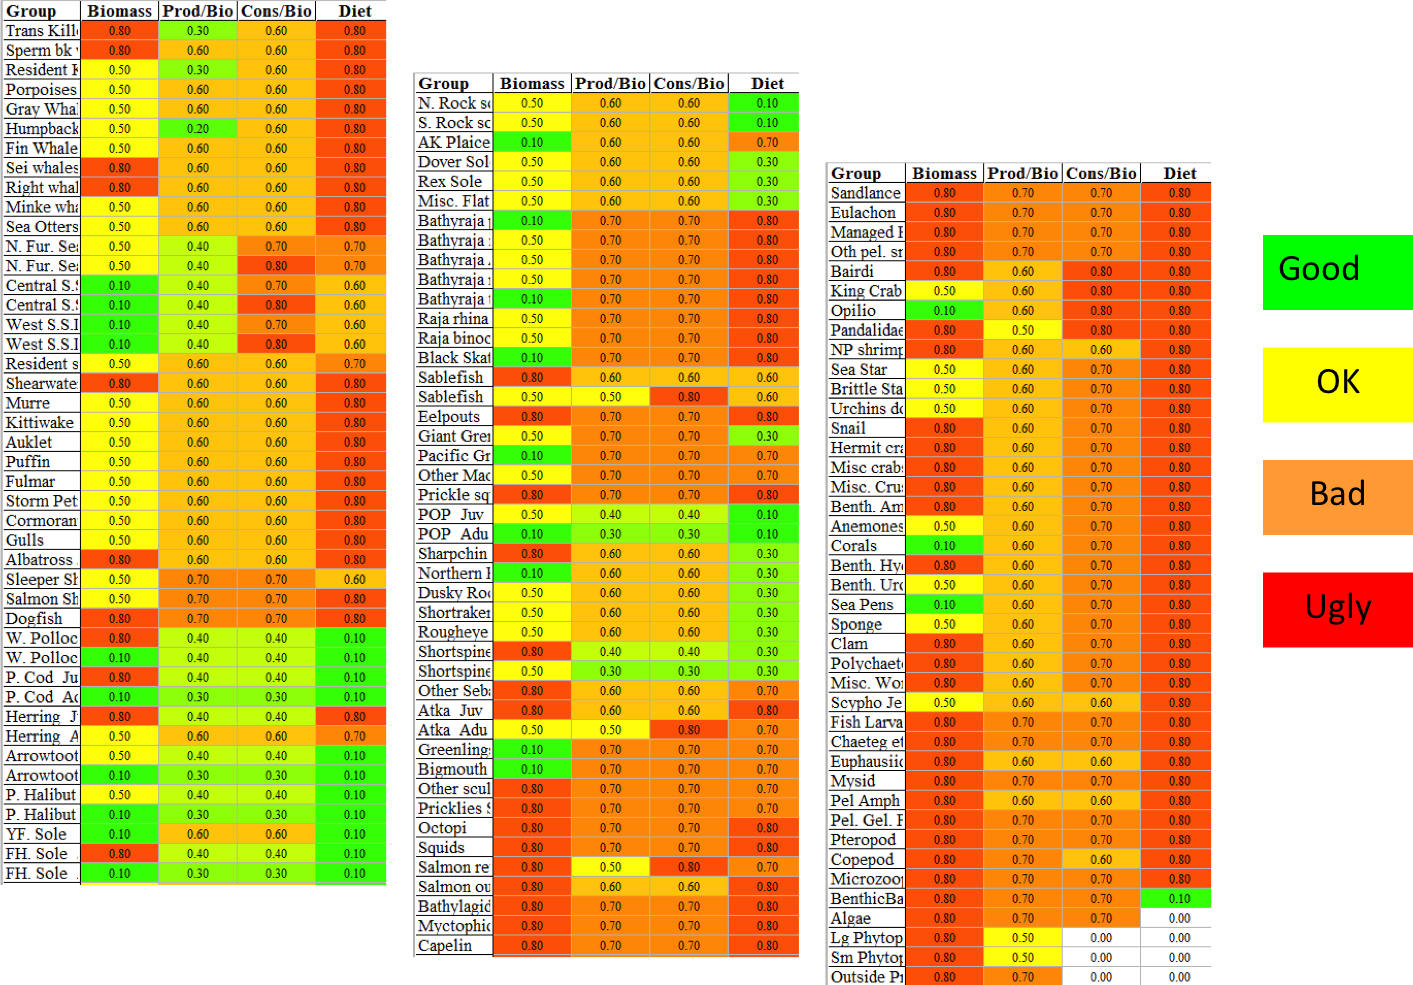 Group Biomass Prod/Bio Cons/Bio Diet
Trans Kill 0.80 0.30 0.60 0.80
Sperm bk 0.80 0.60 0.60 0.80
Resident K 0.50 0.30 0.60 0.80
Porpoises 0.50 0.60 0.60 0.80
Gray Wha 0.50 0.60 0.60 0.80
Humpback 0.50 0.20 0.60 0.80
Fin Whale 0.50 0.60 0.60 0.80
Sei whales 0.80 0.60 0.60 0.80
Right whal 0.80 0.60 0.60 0.80
Minke wha 0.50 0.60 0.60 0.80
Sea Otters 0.50 0.60 0.60 0.80
N. Fur. Sea 0.50 0.40 0.70 0.70
N. Fur. Sea 0.50 0.40 0.80 0.70
Central S.S 0.10 0.40 0.70 0.60
Central S.S 0.10 0.40 0.80 0.60
West S.S.L 0.10 0.40 0.70 0.60
West S.S.L 0.10 0.40 0.80 0.60
Resident s 0.50 0.60 0.60 0.70
Shearwate 0.80 0.60 0.60 0.80
Murre 0.50 0.60 0.60 0.80
Kittiwake 0.50 0.60 0.60 0.80
Auklet 0.50 0.60 0.60 0.80
Puffin 0.50 0.60 0.60 0.80
Fulmar 0.50 0.60 0.60 0.80
Storm Pet 0.50 0.60 0.60 0.80
Cormoran 0.50 0.60 0.60 0.80
Gulls 0.50 0.60 0.60 0.80
Albatross 0.80 0.60 0.60 0.80
Sleeper Sh 0.50 0.70 0.70 0.60
Salmon Sh 0.50 0.70 0.70 0.80
Dogfish 0.80 0.70 0.70 0.80
W. Polloc 0.80 0.40 0.40 0.10
W. Polloc 0.10 0.40 0.40 0.10
P. Cod Ju 0.80 0.40 0.40 0.10
P. Cod Ad 0.10 0.30 0.30 0.10
Herring J 0.80 0.40 0.40 0.80
Herring A 0.50 0.60 0.60 0.70
Arrowtoot 0.50 0.40 0.40 0.10
Arrowtoot 0.10 0.30 0.30 0.10
P. Halibut 0.50 0.40 0.40 0.10
P. Halibut 0.10 0.30 0.30 0.10
YF. Sole 0.10 0.60 0.60 0.10
FH. Sole 0.80 0.40 0.40 0.10
FH. Sole 0.10 0.30 0.30 0.10
Group Biomass Prod/Bio Cons/Bio Diet
N. Rock so 0.50 0.60 0.60 0.10
S. Rock so 0.50 0.60 0.60 0.10
AK Plaice 0.10 0.60 0.60 0.70
Dover Sol 0.50 0.60 0.60 0.30
Rex Sole 0.50 0.60 0.60 0.30
Misc. Flat 0.50 0.60 0.60 0.30
Bathyraja 0.10 0.70 0.70 0.80
Bathyraja 0.50 0.70 0.70 0.80
Bathyraja 0.50 0.70 0.70 0.80
Bathyraja 0.50 0.70 0.70 0.80
Bathyraja 0.10 0.70 0.70 0.80
Raja rhina 0.50 0.70 0.70 0.80
Raja binoc 0.50 0.70 0.70 0.80
Black Skat 0.10 0.70 0.70 0.80
Sablefish 0.80 0.60 0.60 0.60
Sablefish 0.50 0.50 0.80 0.60
Eelpouts 0.80 0.70 0.70 0.80
Giant Gren 0.50 0.70 0.70 0.30
Pacific Gr 0.10 0.70 0.70 0.70
Other Mac 0.50 0.70 0.70 0.70
Prickle sq 0.80 0.70 0.70 0.80
POP Juv 0.50 0.40 0.40 0.10
POP Adu 0.10 0.30 0.30 0.10
Sharpchin 0.80 0.60 0.60 0.30
Northern 0.10 0.60 0.60 0.30
Dusky Roc 0.50 0.60 0.60 0.30
Shortraker 0.50 0.60 0.60 0.30
Rougheye 0.50 0.60 0.60 0.30
Shortspine 0.80 0.40 0.40 0.30
Shortspine 0.50 0.30 0.30 0.30
Other Seba 0.80 0.60 0.60 0.70
Atka Juv 0.80 0.60 0.60 0.80
Atka Adu 0.50 0.50 0.80 0.70
Greenling 0.10 0.70 0.70 0.70
Bigmouth 0.10 0.70 0.70 0.70
Other scul 0.80 0.70 0.70 0.70
Pricklies S 0.80 0.70 0.70 0.70
Octopi 0.80 0.70 0.70 0.80
Squids 0.80 0.70 0.70 0.80
Salmon re 0.80 0.50 0.80 0.70
Salmon ou 0.80 0.60 0.60 0.80
Bathylagid 0.80 0.70 0.70 0.80
Myctophic 0.80 0.70 0.70 0.80
Capelin 0.80 0.70 0.70 0.80
Group Biomass Prod/Bio Cons/Bio Diet
Sandlance 0.80 0.70 0.70 0.80
Eulachon 0.80 0.70 0.70 0.80
Managed F 0.80 0.70 0.70 0.80
Oth pel. sm 0.80 0.70 0.70 0.80
Bairdi 0.80 0.60 0.80 0.80
King Crab 0.50 0.60 0.80 0.80
Opilio 0.10 0.60 0.80 0.80
Pandalidae 0.80 0.50 0.80 0.80
NP shrimp 0.80 0.60 0.60 0.80
Sea Star 0.50 0.60 0.70 0.80
Brittle Sta 0.50 0.60 0.70 0.80
Urchins do 0.50 0.60 0.70 0.80
Snail 0.80 0.60 0.70 0.80
Hermit cra 0.80 0.60 0.70 0.80
Misc crabs 0.80 0.60 0.70 0.80
Misc. Crus 0.80 0.60 0.70 0.80
Benth. Am 0.80 0.60 0.70 0.80
Anemones 0.50 0.60 0.70 0.80
Corals 0.10 0.60 0.70 0.80
Benth. Hyd 0.80 0.60 0.70 0.80
Benth. Uro 0.50 0.60 0.70 0.80
Sea Pens 0.10 0.60 0.70 0.80
Sponge 0.50 0.60 0.70 0.80
Clam 0.80 0.60 0.70 0.80
Polychaet 0.80 0.60 0.70 0.80
Misc. Wor 0.80 0.60 0.70 0.80
Scypho Je 0.50 0.60 0.60 0.80
Fish Larva 0.80 0.70 0.70 0.80
Chaeteg et 0.80 0.70 0.70 0.80
Euphausiid 0.80 0.60 0.60 0.80
Mysid 0.80 0.70 0.70 0.80
Pel Amph 0.80 0.60 0.60 0.80
Pel. Gel. F 0.80 0.70 0.70 0.80
Pteropod 0.80 0.70 0.70 0.80
Copepod 0.80 0.70 0.60 0.80
Microzoop 0.80 0.70 0.70 0.80
BenthicBa 0.80 0.70 0.70 0.10
Algae 0.80 0.70 0.70 0.00
Lg Phytop 0.80 0.50 0.00 0.00
Sm Phytop 0.80 0.50 0.00 0.00
Outside Pr 0.80 0.70 0.00 0.00
Good
OK
Bad
Ugly